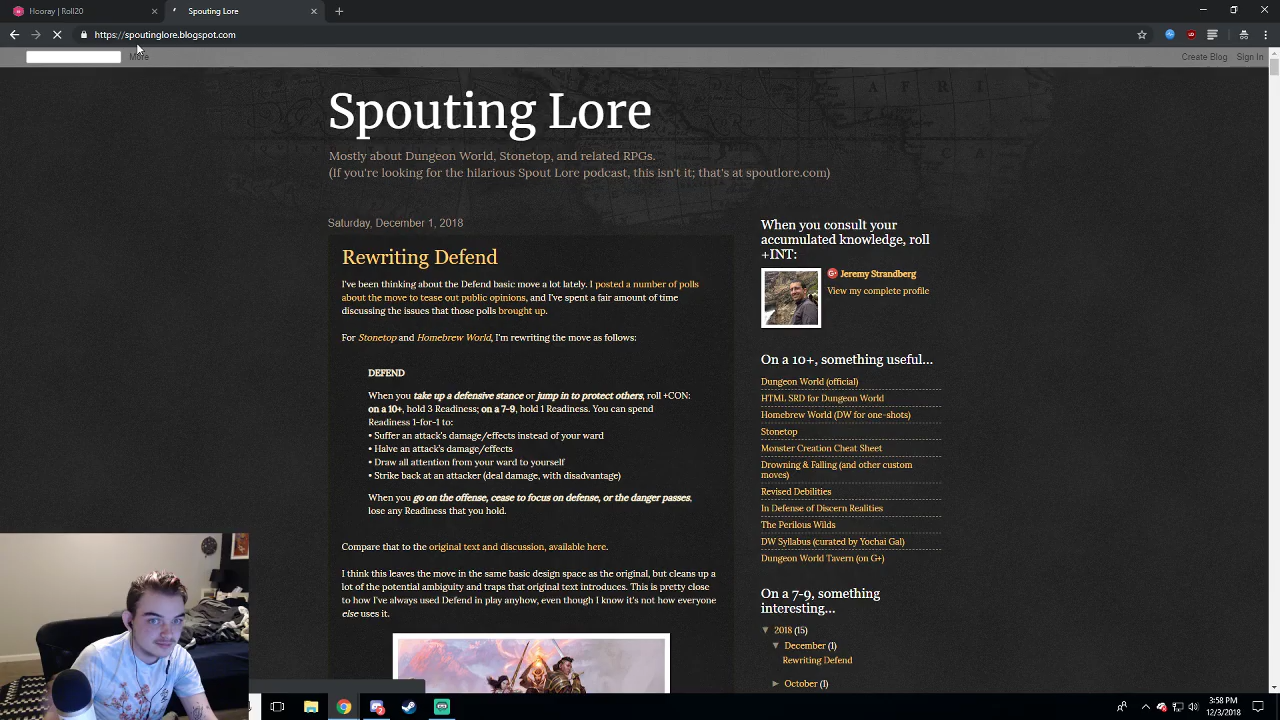 Hooray | Roll20
Spouting Lore
https://spoutinglore.blogspot.com
More
Create Blog Sign In
Spouting Lore
Mostly about Dungeon World, Stonetop, and related RPGs.
(If you're looking for the hilarious Spout Lore podcast, this isn't it; that's at spoutlore.com)
Saturday, December 1, 2018
Rewriting Defend
I've been thinking about the Defend basic move a lot lately. I posted a number of polls
about the move to tease out public opinions, and I've spent a fair amount of time
discussing the issues that those polls brought up.
For Stonetop and Homebrew World, I'm rewriting the move as follows:
DEFEND
When you take up a defensive stance or jump in to protect others, roll +CON:
on a 10+, hold 3 Readiness; on a 7-9, hold 1 Readiness. You can spend
Readiness 1-for-1 to:
• Suffer an attack's damage/effects instead of your ward
• Halve an attack's damage/effects
• Draw all attention from your ward to yourself
• Strike back at an attacker (deal damage, with disadvantage)
When you go on the offense, cease to focus on defense, or the danger passes,
lose any Readiness that you hold.
Compare that to the original text and discussion, available here.
I think this leaves the move in the same basic design space as the original, but cleans up a
lot of the potential ambiguity and traps that original text introduces. This is pretty close
to how I've always used Defend in play anyhow, even though I know it's not how everyone
else uses it.
When you consult your
accumulated knowledge, roll
+INT:
Jeremy Strandberg
View my complete profile
On a 10+, something useful...
Dungeon World (official)
HTML SRD for Dungeon World
Homebrew World (DW for one-shots)
Stonetop
Monster Creation Cheat Sheet
Drowning & Falling (and other custom
moves)
Revised Debilities
In Defense of Discern Realities
The Perilous Wilds
DW Syllabus (curated by Yochai Gal)
Dungeon World Tavern (on G+)
On a 7-9, something
interesting...
▼ 2018 (15)
▼ December (1)
Rewriting Defend
► October (1)
3:58 PM
12/3/2018